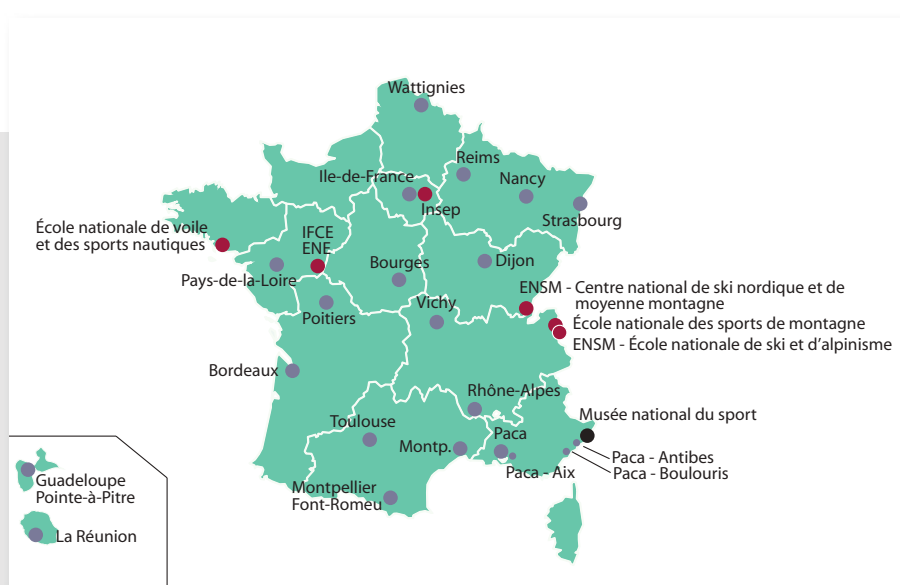 Wattignies
Reims
Ile-de-France
Nancy
Insep
Strasbourg
École nationale de voile
et des sports nautiques
IFCE
ENE
Pays-de-la-Loire
Bourges
Dijon
ENSM - Centre national de ski nordique et de
moyenne montagne
Poitiers
Vichy
École nationale des sports de montagne
ENSM - École nationale de ski et d'alpinisme
Bordeaux
Rhône-Alpes
Musée national du sport
Toulouse
Montp.
Paca
Paca - Antibes
Paca - Aix
Paca - Boulouris
Montpellier
Font-Romeu
Guadeloupe
Pointe-à-Pitre
La Réunion